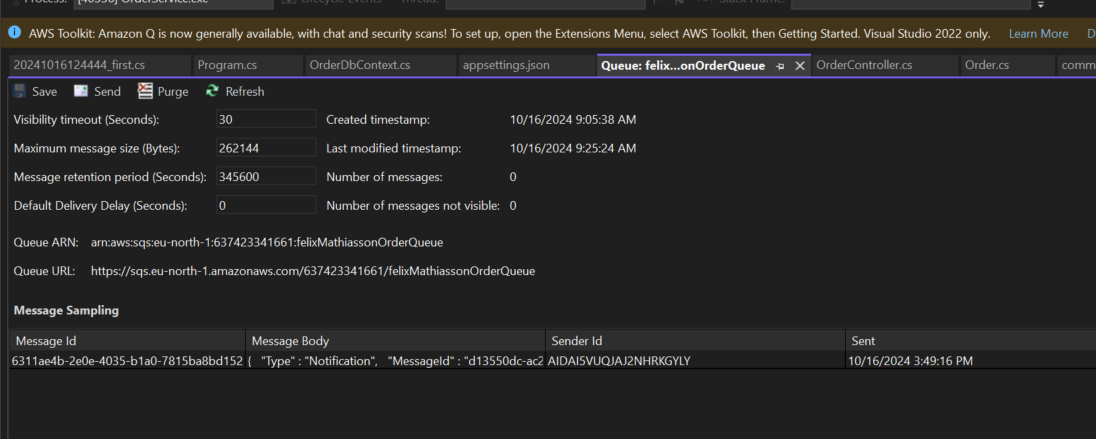 Process: [46556] OrderService.exe Lifecycle Events Thread: Stack Frame:
AWS Toolkit: Amazon Q is now generally available, with chat and security scans! To set up, open the Extensions Menu, select AWS Toolkit, then Getting Started. Visual Studio 2022 only. Learn More
20241016124444_first.cs Program.cs OrderDbContext.cs appsettings.json Queue: felix...onOrderQueue OrderController.cs Order.cs comm
Save Send Purge Refresh
Visibility timeout (Seconds): 30 Created timestamp: 10/16/2024 9:05:38 AM
Maximum message size (Bytes): 262144 Last modified timestamp: 10/16/2024 9:25:24 AM
Message retention period (Seconds): 345600 Number of messages: 0
Default Delivery Delay (Seconds): 0 Number of messages not visible: 0
Queue ARN: arn:aws:sqs:eu-north-1:637423341661:felixMathiassonOrderQueue
Queue URL: https://sqs.eu-north-1.amazonaws.com/637423341661/felixMathiassonOrderQueue
Message Sampling
Message Id Message Body Sender Id Sent
6311ae4b-2e0e-4035-b1a0-7815ba8bd152 { "Type" : "Notification", "MessageId" : "d13550dc-ac2 AIDAI5VUQJAJ2NHRKGYLY 10/16/2024 3:49:16 PM